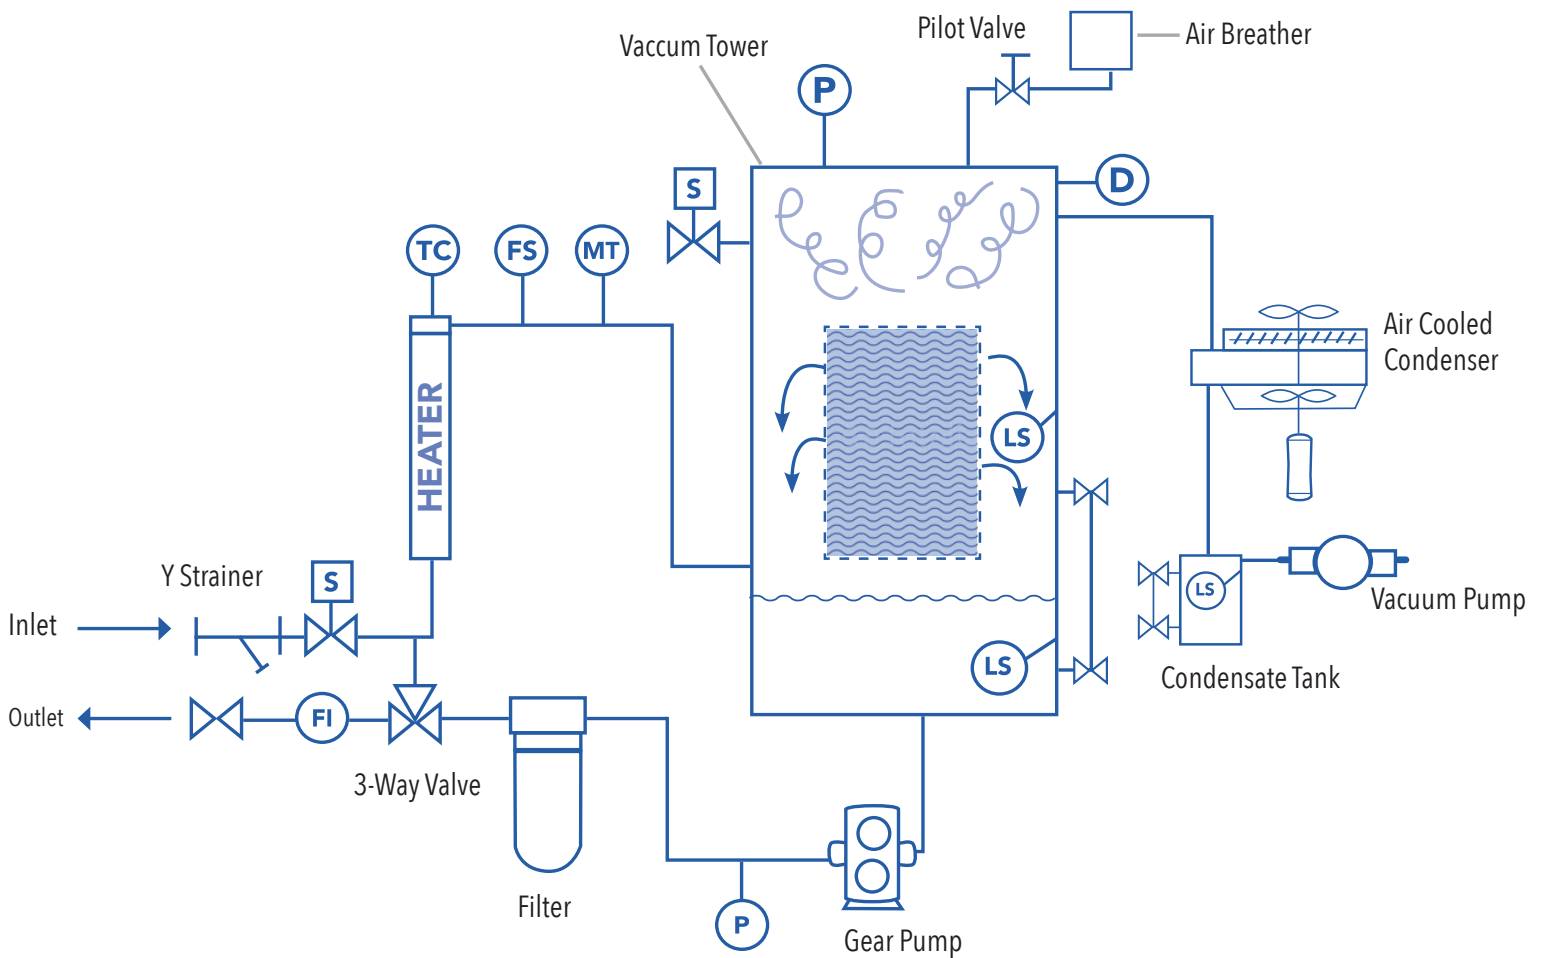 Pilot Valve
Air Breather
Vaccum Tower
P
D
S
TC
FS
MT
Air Cooled
Condenser
HEATER
LS
Y Strainer
S
Inlet
LS
Vacuum Pump
LS
Condensate Tank
Outlet
FI
3-Way Valve
Filter
P
Gear Pump